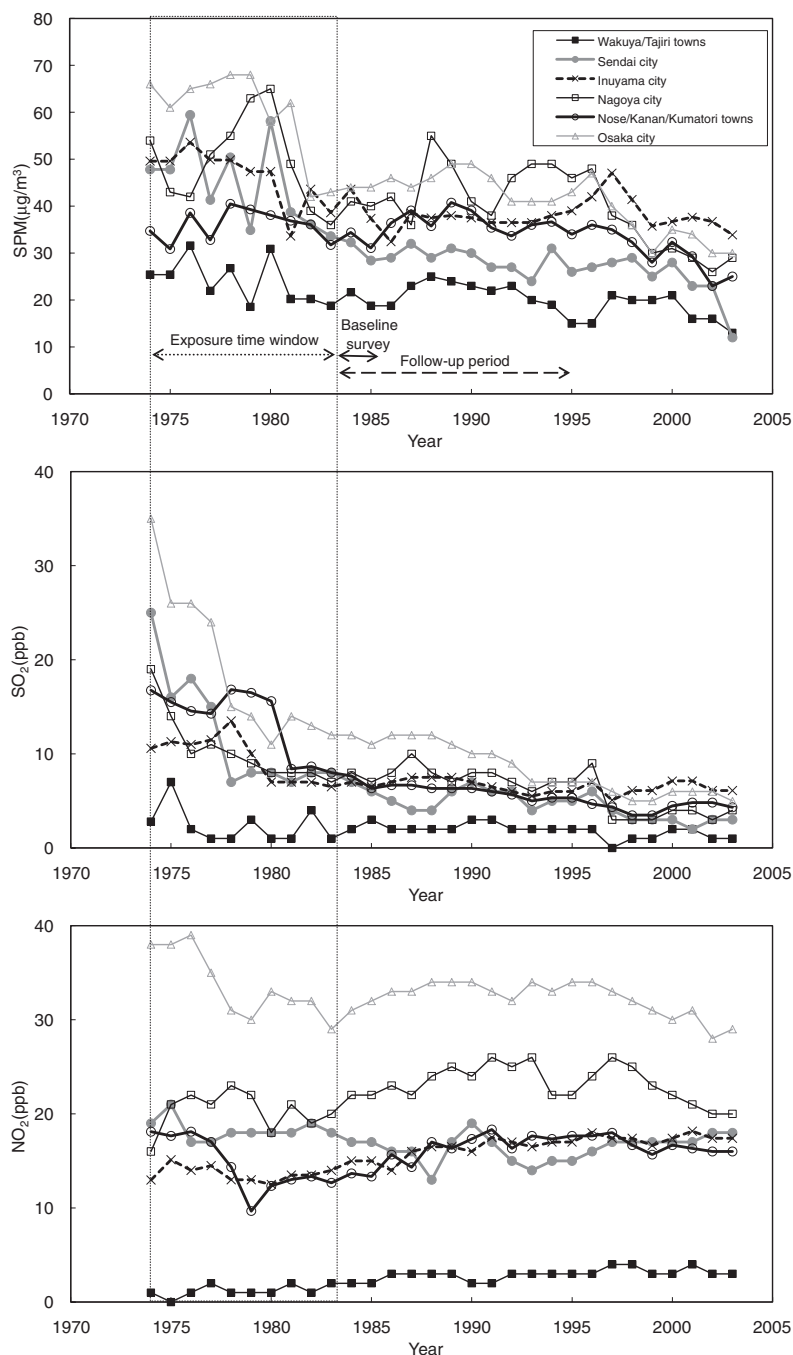 80
70
60
50
40
30
20
10
0
SPM(μg/m³)
Wakuya/Tajiri towns
Sendai city
Inuyama city
Nagoya city
Nose/Kanan/Kumatori towns
Osaka city
Exposure time window
Baseline
survey
Follow-up period
1970 1975 1980 1985 1990 1995 2000 2005
Year
40
30
20
10
0
SO₂(ppb)
1970 1975 1980 1985 1990 1995 2000 2005
Year
40
30
20
10
0
NO₂(ppb)
1970 1975 1980 1985 1990 1995 2000 2005
Year